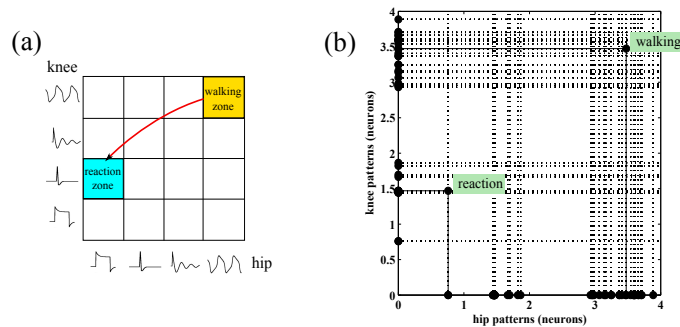 (a)
knee
walking
zone
reaction
zone
hip
(b)
4
3.5
3
2.5
2
1.5
1
0.5
0
knee patterns (neurons)
walking
reaction
0
1
2
3
4
hip patterns (neurons)